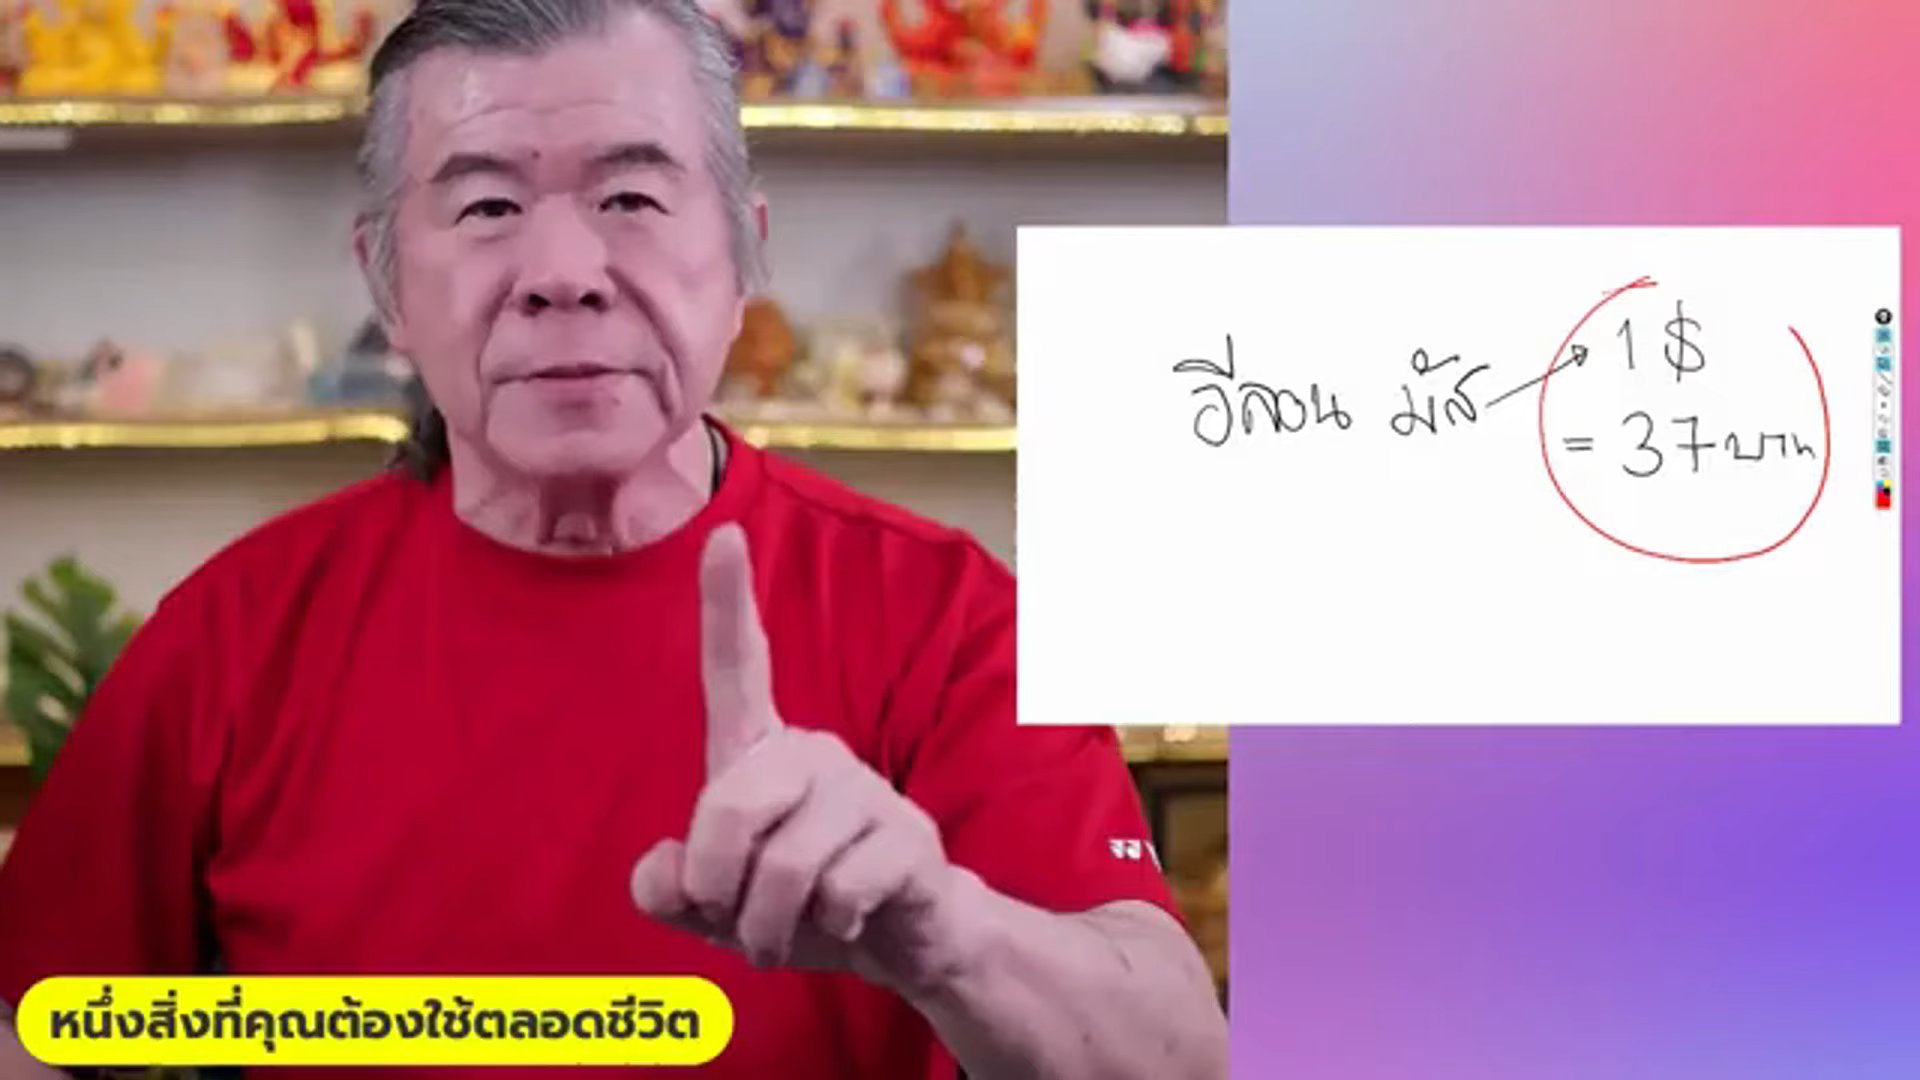 อีลอน มัส
1 $
= 37 บาท
หนึ่งสิ่งที่คุณต้องใช้ตลอดชีวิต